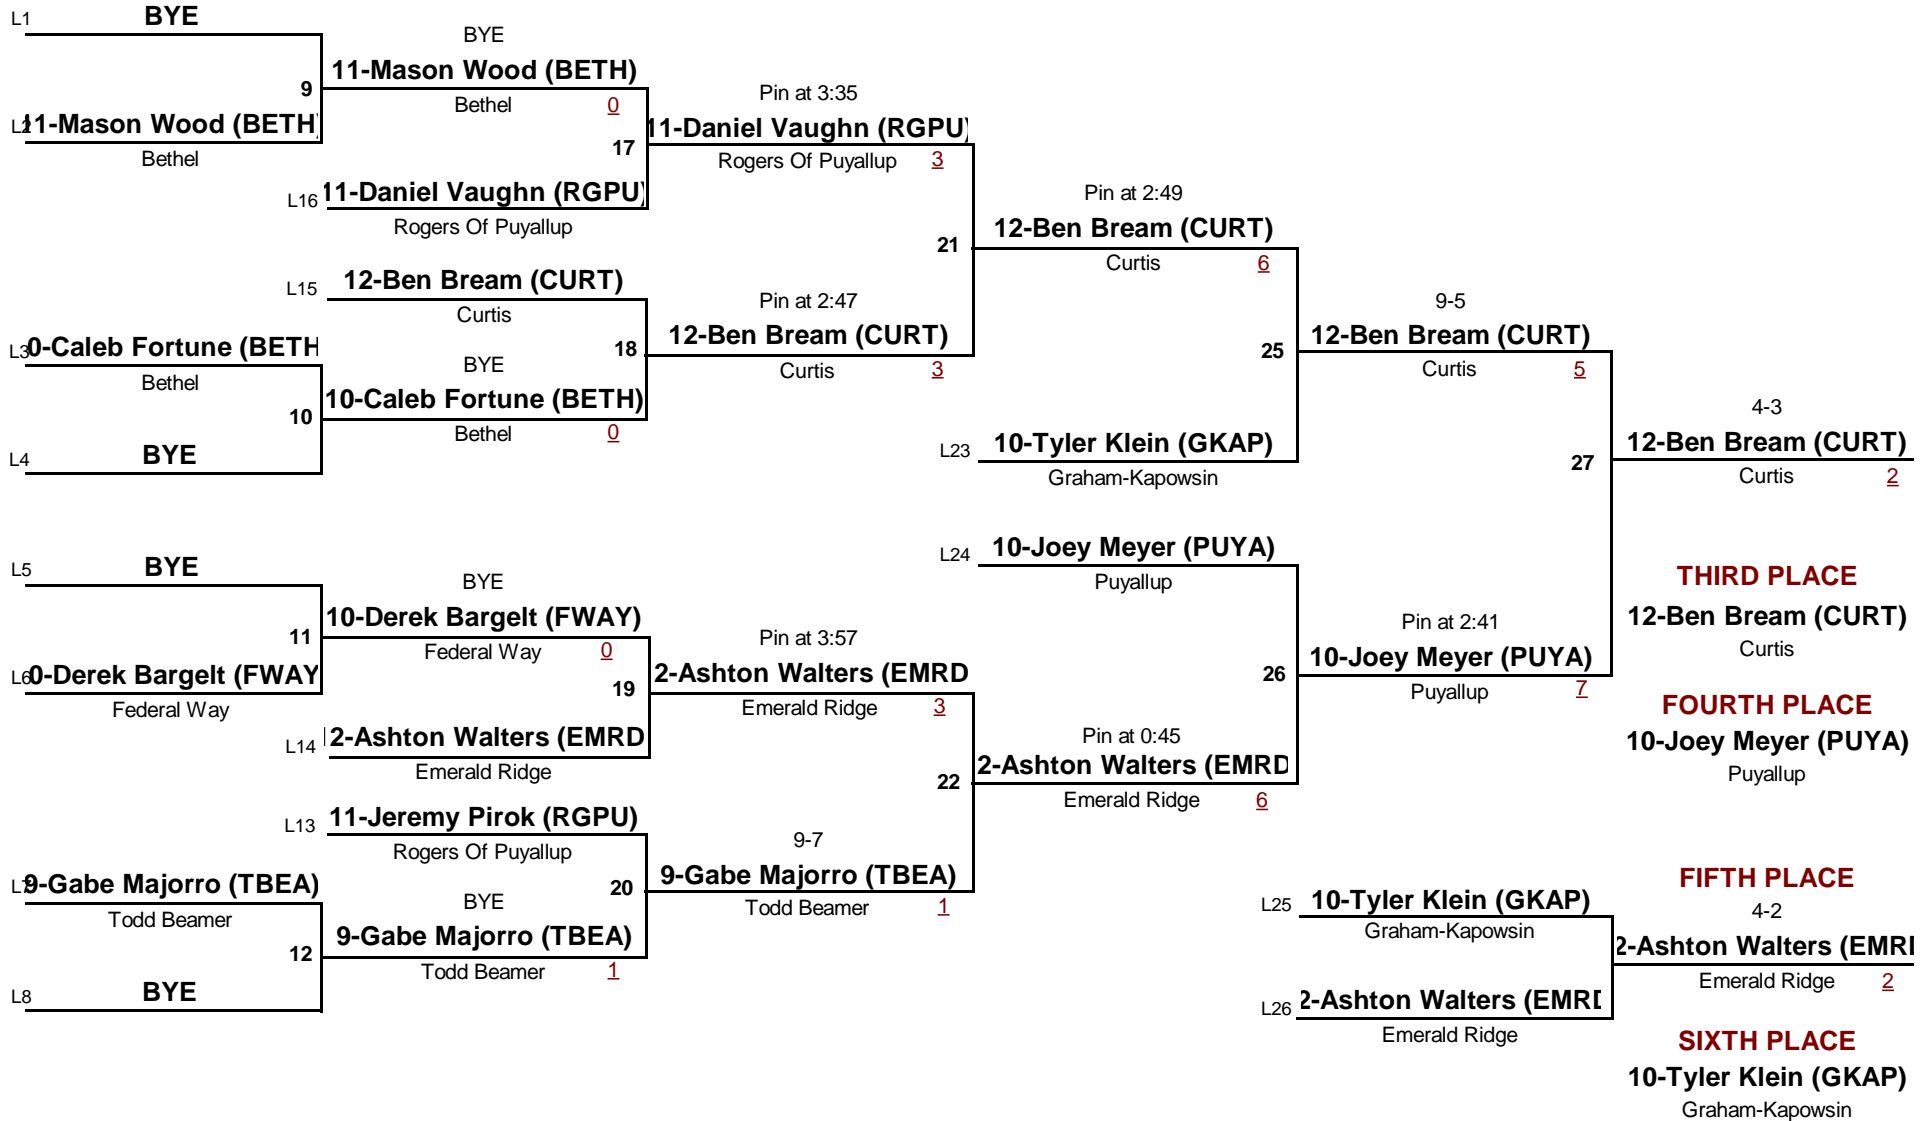 L1 BYE
9
L2 11-Mason Wood (BETH)
Bethel
BYE
11-Mason Wood (BETH)
Bethel 0
17
L16 11-Daniel Vaughn (RGPU)
Rogers Of Puyallup
Pin at 3:35
11-Daniel Vaughn (RGPU)
Rogers Of Puyallup 3
21
L15 12-Ben Bream (CURT)
Curtis
18
L3 0-Caleb Fortune (BETH
Bethel
10
L4 BYE
BYE
10-Caleb Fortune (BETH)
Bethel 0
Pin at 2:47
12-Ben Bream (CURT)
Curtis 3
Pin at 2:49
12-Ben Bream (CURT)
Curtis 6
25
L23 10-Tyler Klein (GKAP)
Graham-Kapowsin
9-5
12-Ben Bream (CURT)
Curtis 5
27
4-3
12-Ben Bream (CURT)
Curtis 2
L5 BYE
11
L6 0-Derek Bargelt (FWAY
Federal Way
BYE
10-Derek Bargelt (FWAY)
Federal Way 0
19
L14 2-Ashton Walters (EMRD
Emerald Ridge
Pin at 3:57
2-Ashton Walters (EMRD
Emerald Ridge 3
22
L13 11-Jeremy Pirok (RGPU)
Rogers Of Puyallup
20
L7 9-Gabe Majorro (TBEA)
Todd Beamer
12
L8 BYE
BYE
9-Gabe Majorro (TBEA)
Todd Beamer 1
9-7
9-Gabe Majorro (TBEA)
Todd Beamer 1
L24 10-Joey Meyer (PUYA)
Puyallup
26
Pin at 0:45
2-Ashton Walters (EMRD
Emerald Ridge 6
Pin at 2:41
10-Joey Meyer (PUYA)
Puyallup 7
THIRD PLACE
12-Ben Bream (CURT)
Curtis
FOURTH PLACE
10-Joey Meyer (PUYA)
Puyallup
L25 10-Tyler Klein (GKAP)
Graham-Kapowsin
L26 2-Ashton Walters (EMRD
Emerald Ridge
FIFTH PLACE
4-2
2-Ashton Walters (EMRD
Emerald Ridge 2
SIXTH PLACE
10-Tyler Klein (GKAP)
Graham-Kapowsin